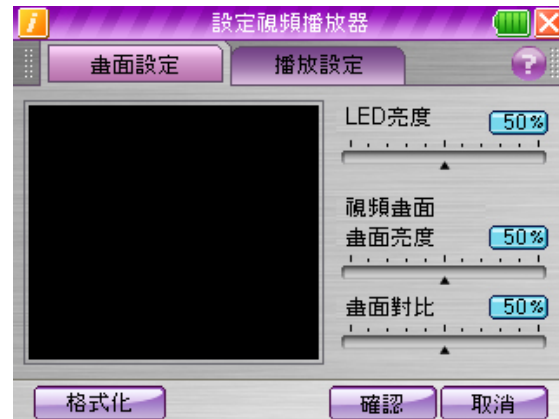 設定視頻播放器
畫面設定
播放設定
?
LED亮度
50%
視頻畫面
畫面亮度
50%
畫面對比
50%
格式化
確認
取消